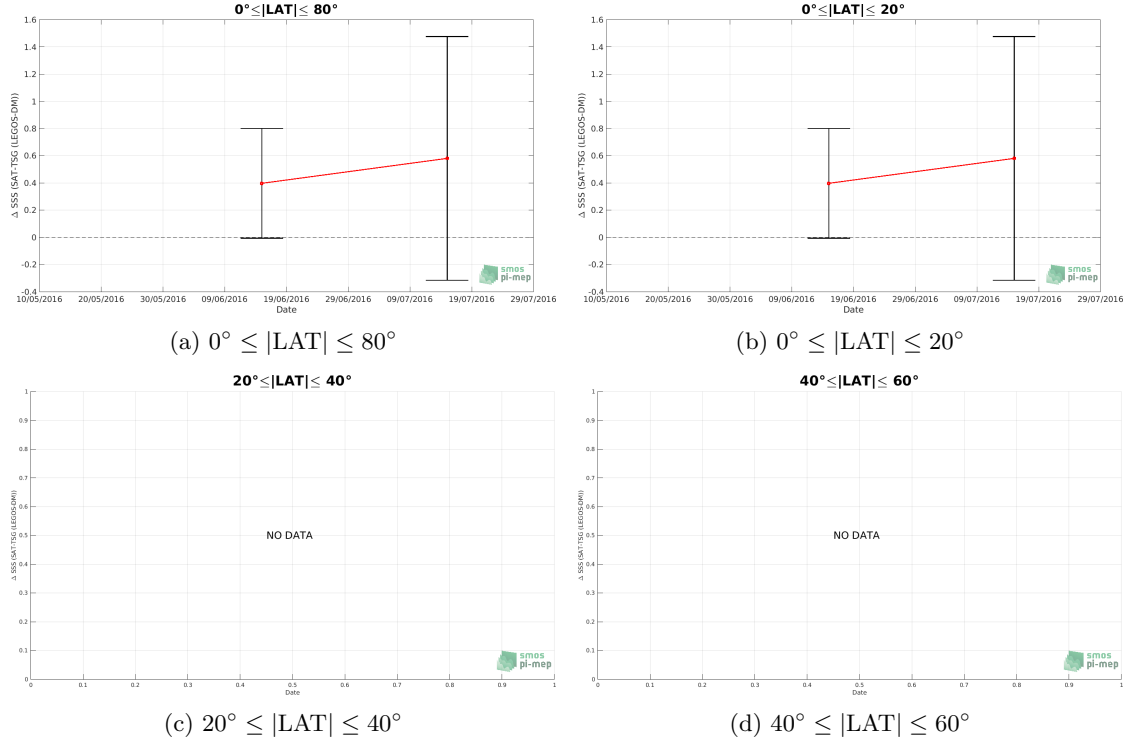 0°≤|LAT|≤ 80°
1.6
1.4
1.2
1
0.8
0.6
0.4
0.2
0
-0.2
-0.4
Δ SSS (SAT-TSG (LEGOS-DM))
10/05/2016 20/05/2016 30/05/2016 09/06/2016 19/06/2016 29/06/2016 09/07/2016 19/07/2016 29/07/2016
Date
smos
pi-mep
(a) 0° ≤ |LAT| ≤ 80°
0°≤|LAT|≤ 20°
1.6
1.4
1.2
1
0.8
0.6
0.4
0.2
0
-0.2
-0.4
Δ SSS (SAT-TSG (LEGOS-DM))
10/05/2016 20/05/2016 30/05/2016 09/06/2016 19/06/2016 29/06/2016 09/07/2016 19/07/2016 29/07/2016
Date
smos
pi-mep
(b) 0° ≤ |LAT| ≤ 20°
20°≤|LAT|≤ 40°
1
0.9
0.8
0.7
0.6
0.5
0.4
0.3
0.2
0.1
0
Δ SSS (SAT-TSG (LEGOS-DM))
NO DATA
0 0.1 0.2 0.3 0.4 0.5 0.6 0.7 0.8 0.9 1
Date
smos
pi-mep
(c) 20° ≤ |LAT| ≤ 40°
40°≤|LAT|≤ 60°
1
0.9
0.8
0.7
0.6
0.5
0.4
0.3
0.2
0.1
0
Δ SSS (SAT-TSG (LEGOS-DM))
NO DATA
0 0.1 0.2 0.3 0.4 0.5 0.6 0.7 0.8 0.9 1
Date
smos
pi-mep
(d) 40° ≤ |LAT| ≤ 60°